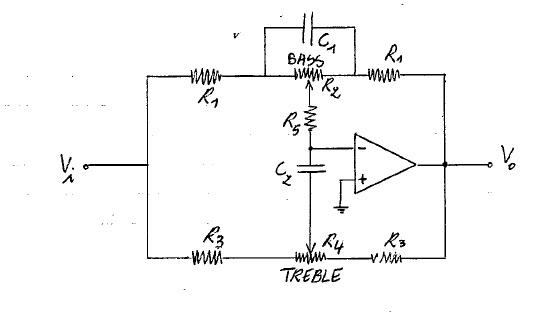 C1
BASS
R1
R2
R1
R5
Vi
C2
-
+
Vo
R3
R4
R3
TREBLE